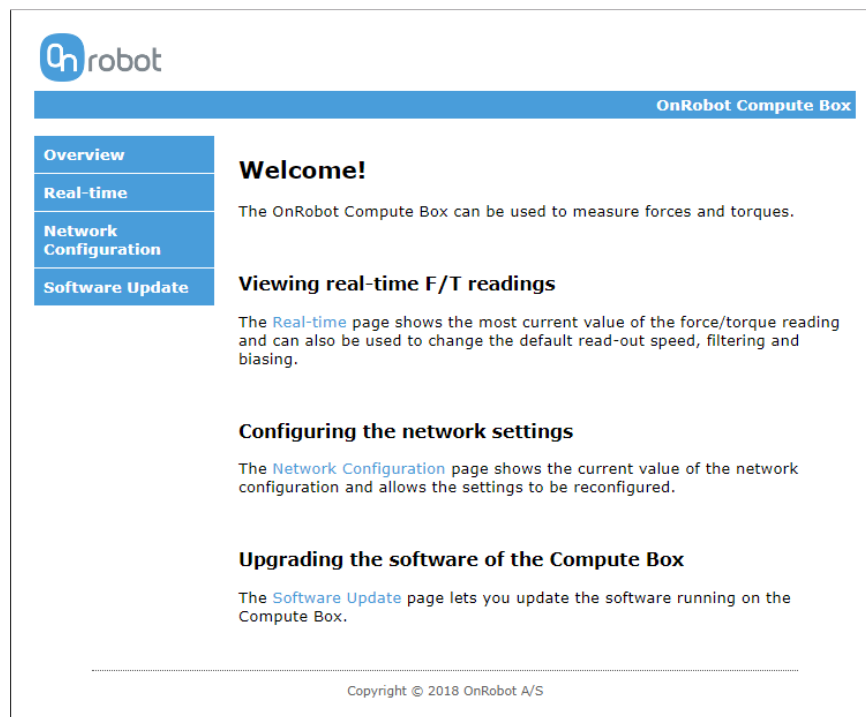 On robot
OnRobot Compute Box
Overview
Real-time
Network
Configuration
Software Update
Welcome!
The OnRobot Compute Box can be used to measure forces and torques.
Viewing real-time F/T readings
The Real-time page shows the most current value of the force/torque reading
and can also be used to change the default read-out speed, filtering and
biasing.
Configuring the network settings
The Network Configuration page shows the current value of the network
configuration and allows the settings to be reconfigured.
Upgrading the software of the Compute Box
The Software Update page lets you update the software running on the
Compute Box.
Copyright © 2018 OnRobot A/S